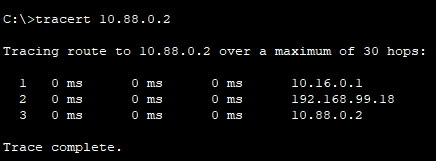 C:\>tracert 10.88.0.2
Tracing route to 10.88.0.2 over a maximum of 30 hops:
1 0 ms 0 ms 0 ms 10.16.0.1
2 0 ms 0 ms 0 ms 192.168.99.18
3 0 ms 0 ms 0 ms 10.88.0.2
Trace complete.